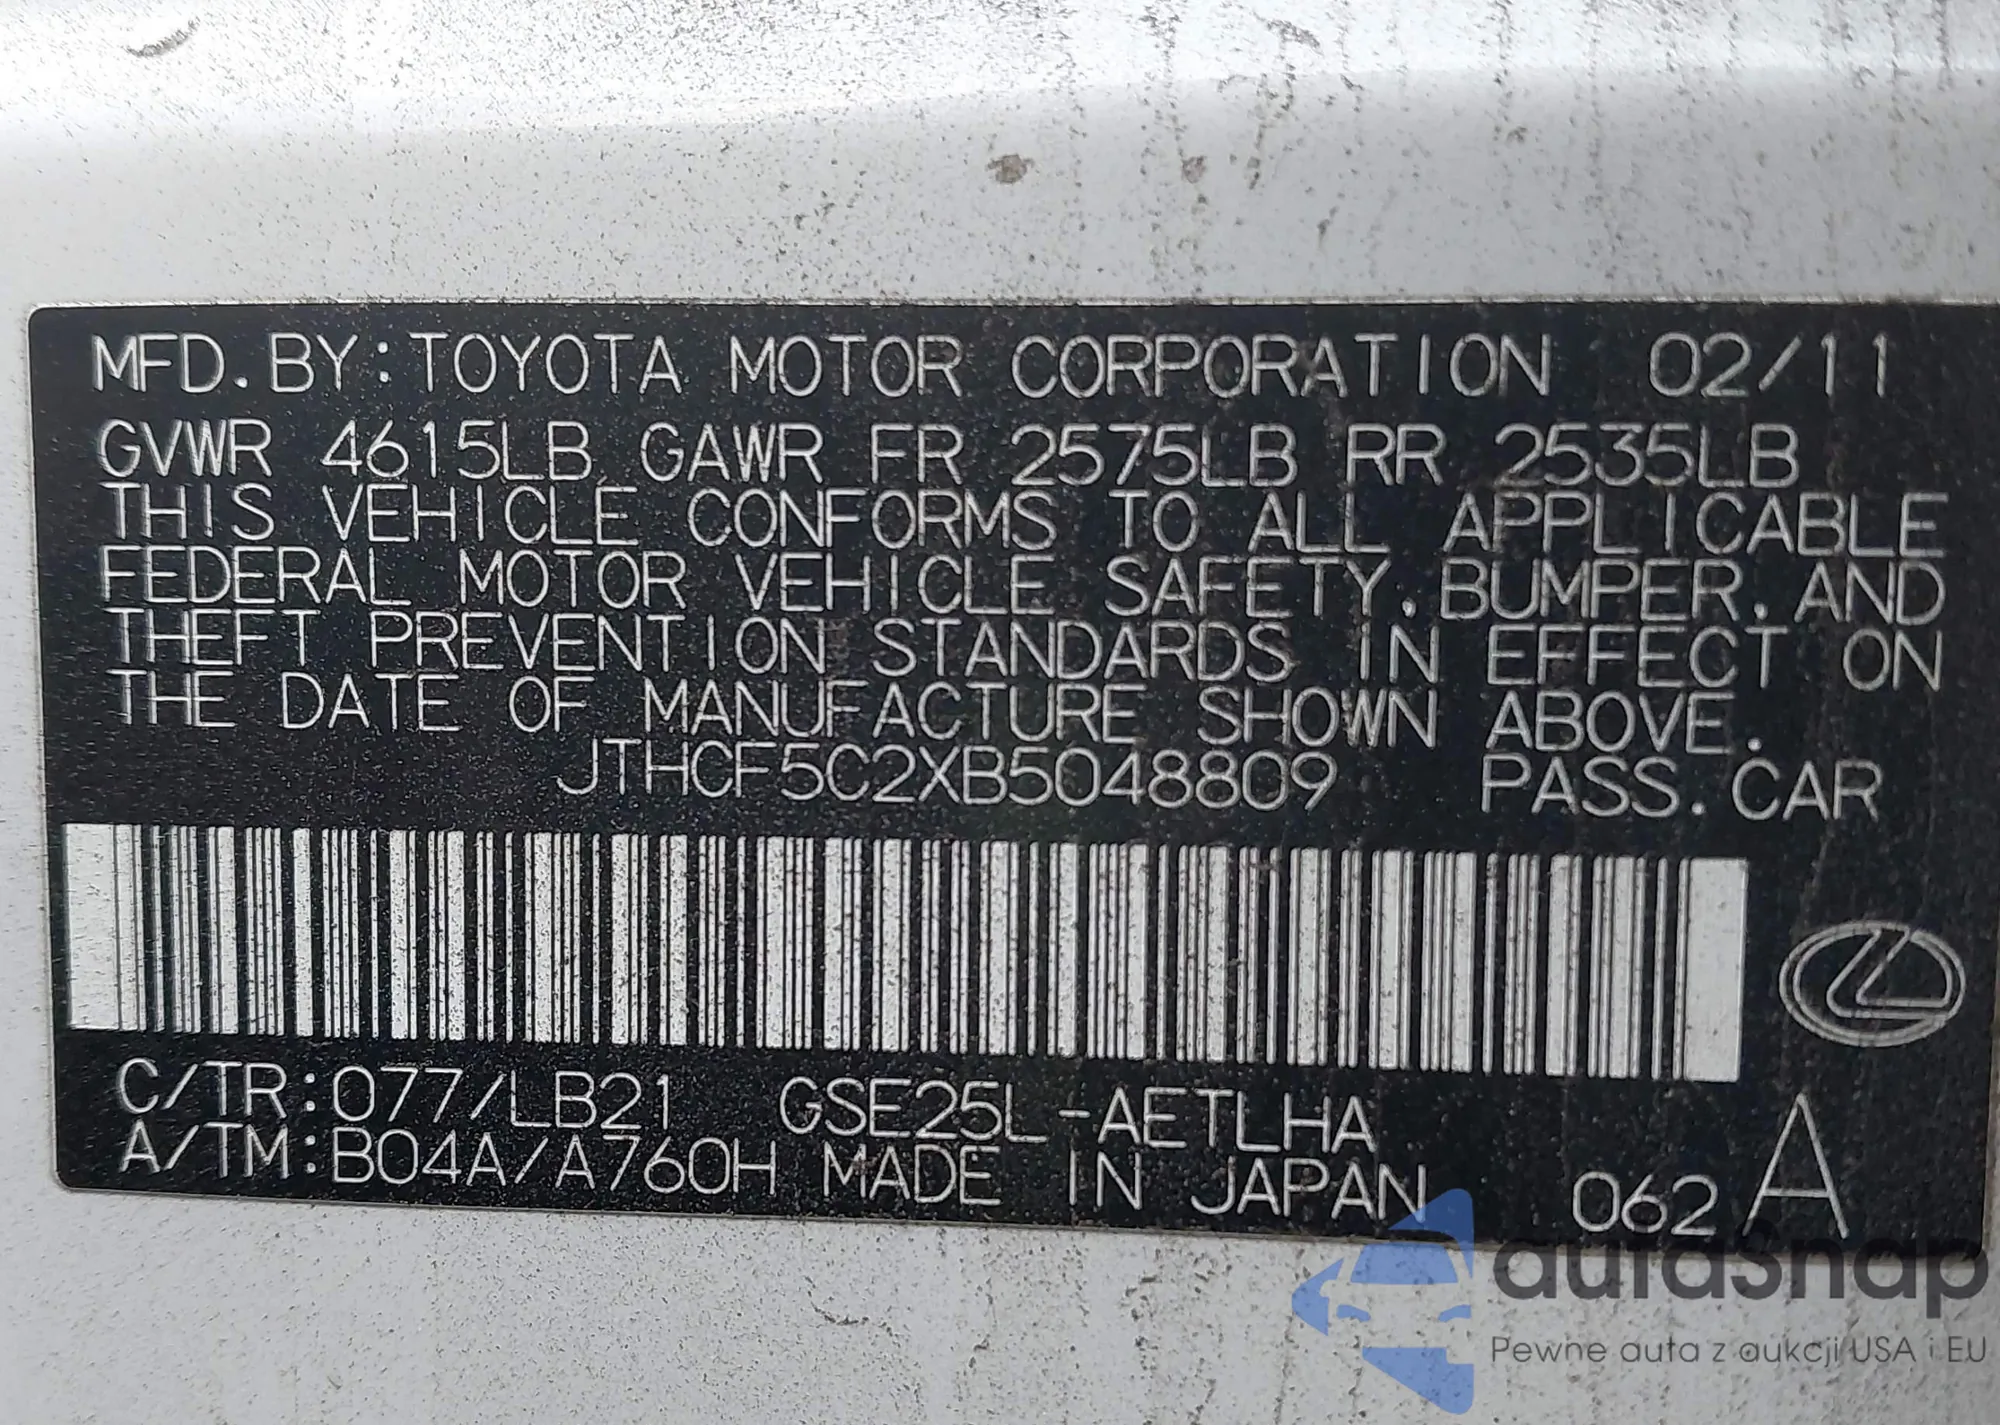 MFD. BY: TOYOTA MOTOR CORPORATION 02/11
GVWR 4615LB GAWR FR 2575LB RR 2535LB
THIS VEHICLE CONFORMS TO ALL APPLICABLE
FEDERAL MOTOR VEHICLE SAFETY. BUMPER. AND
THEFT PREVENTION STANDARDS IN EFFECT ON
THE DATE OF MANUFACTURE SHOWN ABOVE.
JTHCF5C2XB5048809 PASS. CAR
C/TR: 077/LB21 GSE25L-AETLHA
A/TM: B04A/A760H MADE IN JAPAN 062 A
autasnap
Pewne auta z aukcji USA i EU